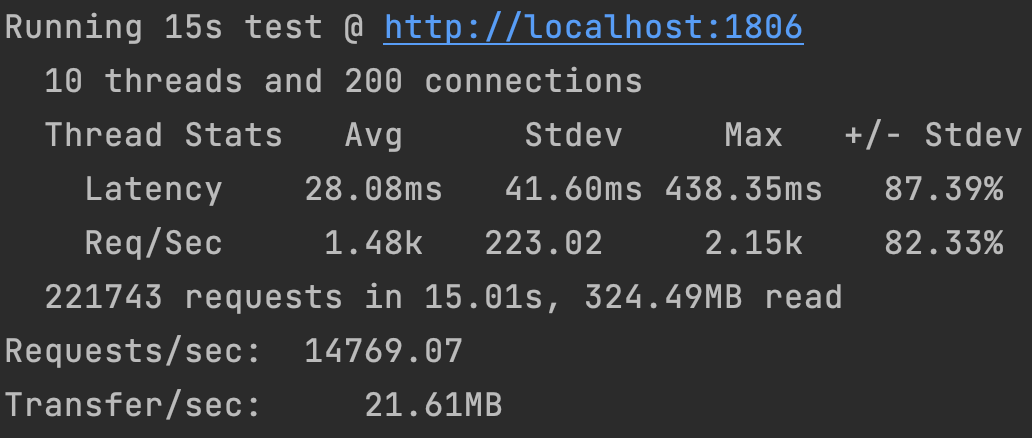 Running 15s test @ http://localhost:1806
  10 threads and 200 connections
  Thread Stats   Avg      Stdev     Max   +/- Stdev
    Latency    28.08ms   41.60ms 438.35ms   87.39%
    Req/Sec     1.48k   223.02     2.15k    82.33%
  221743 requests in 15.01s, 324.49MB read
Requests/sec:  14769.07
Transfer/sec:     21.61MB